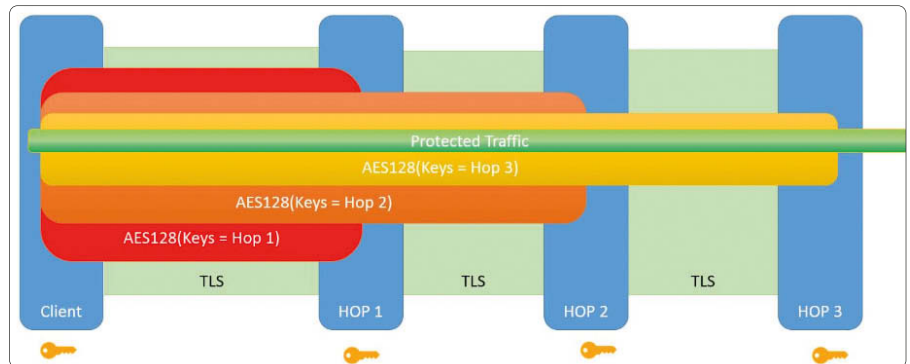 Protected Traffic
AES128(Keys = Hop 3)
AES128(Keys = Hop 2)
AES128(Keys = Hop 1)
TLS TLS TLS
Client HOP 1 HOP 2 HOP 3